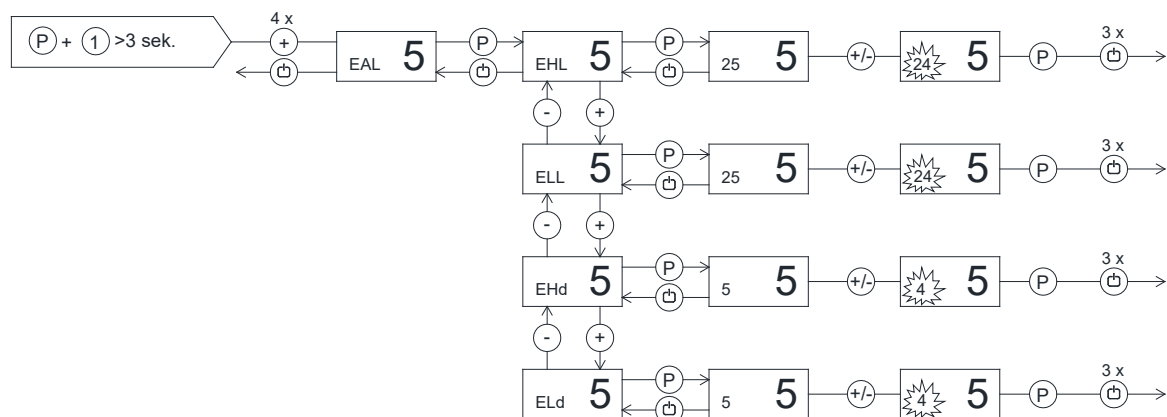 4 x
P + 1 >3 sek.
+
EAL 5
P
EHL 5
P
25 5
+/-
24 5
P
3 x
-
+
ELL 5
P
25 5
+/-
24 5
P
3 x
-
+
EHd 5
P
5 5
+/-
4 5
P
3 x
-
+
ELd 5
P
5 5
+/-
4 5
P
3 x